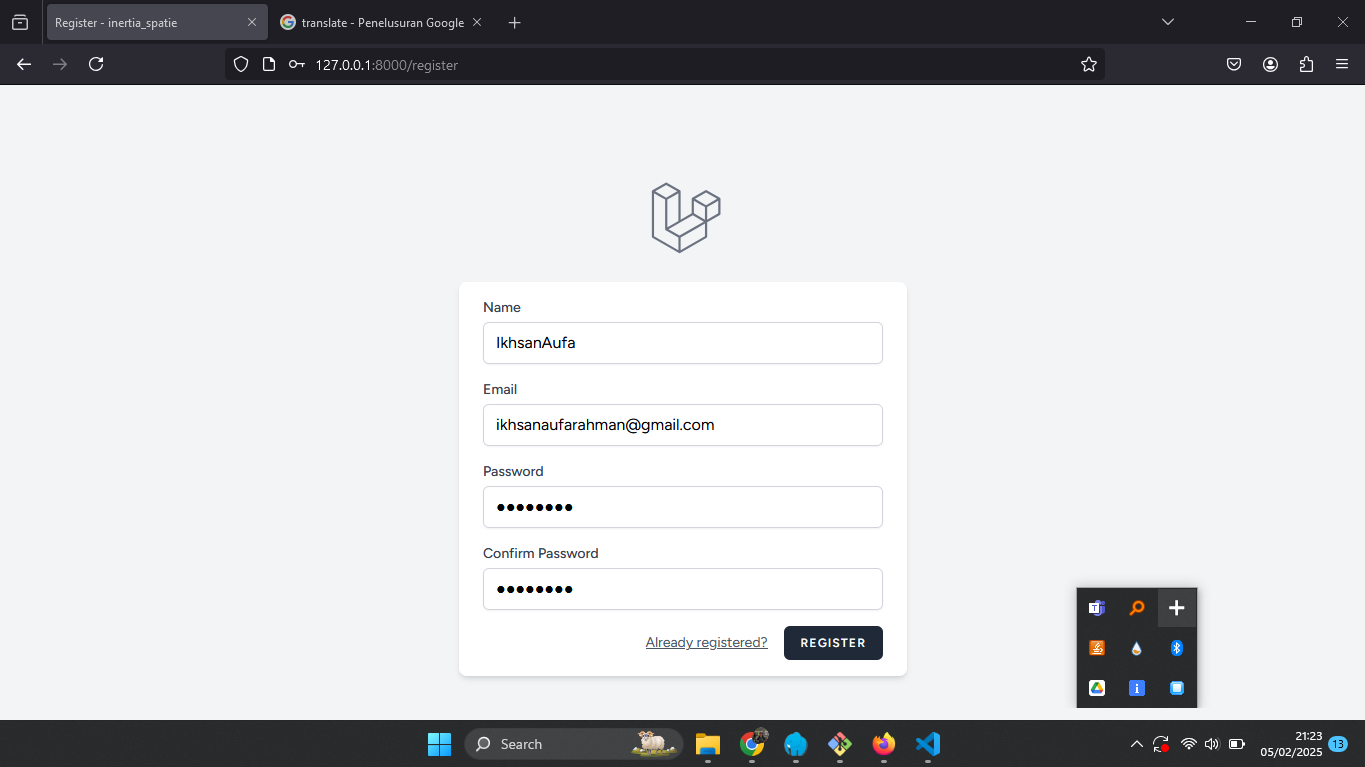 Register - inertia_spatie
translate - Penelusuran Google
127.0.0.1:8000/register
Name
IkhsanAufa
Email
ikhsanaufarahman@gmail.com
Password
●●●●●●●●
Confirm Password
●●●●●●●●
Already registered?
REGISTER
Search
21:23
05/02/2025
13